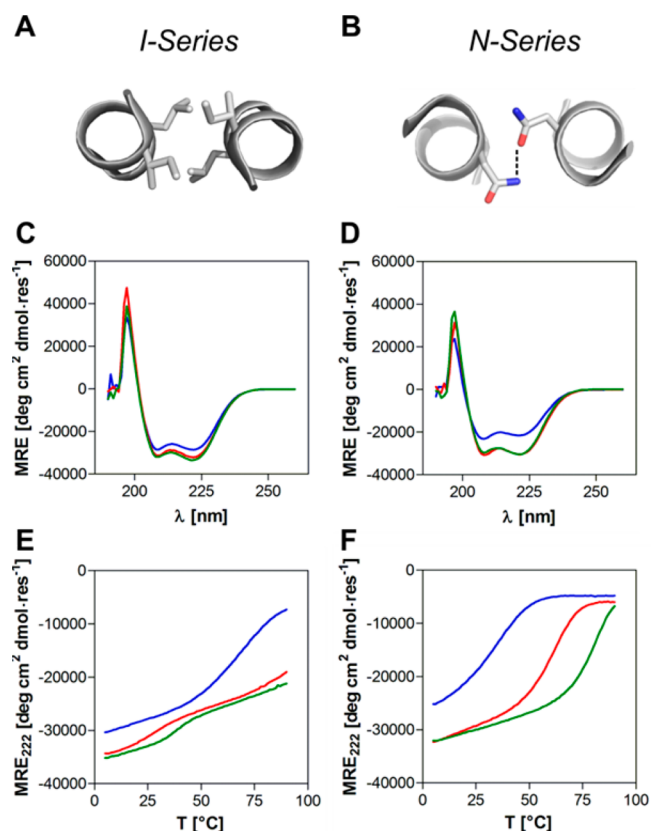 A
I-Series
B
N-Series
C
MRE [deg cm² dmol·res⁻¹]
60000
40000
20000
0
-20000
-40000
200
225
250
λ [nm]
D
MRE [deg cm² dmol·res⁻¹]
60000
40000
20000
0
-20000
-40000
200
225
250
λ [nm]
E
MRE₂₂₂ [deg cm² dmol·res⁻¹]
0
-10000
-20000
-30000
-40000
0
25
50
75
100
T [°C]
F
MRE₂₂₂ [deg cm² dmol·res⁻¹]
0
-10000
-20000
-30000
-40000
0
25
50
75
100
T [°C]